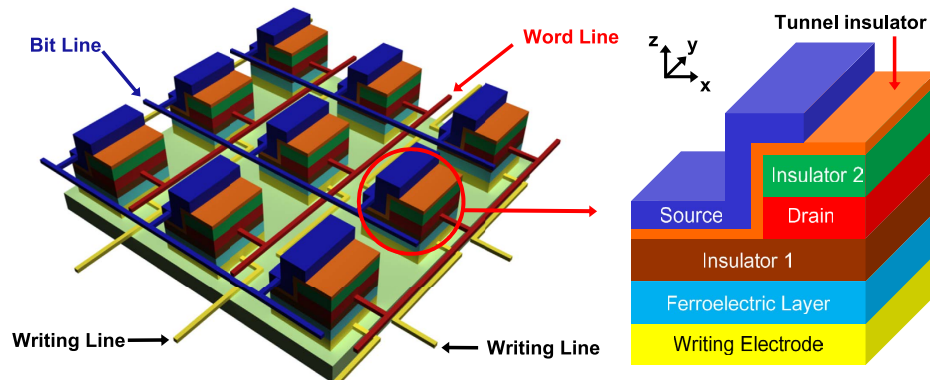 Bit Line
Word Line
Writing Line
Writing Line
Tunnel insulator
z
y
x
Insulator 2
Source
Drain
Insulator 1
Ferroelectric Layer
Writing Electrode